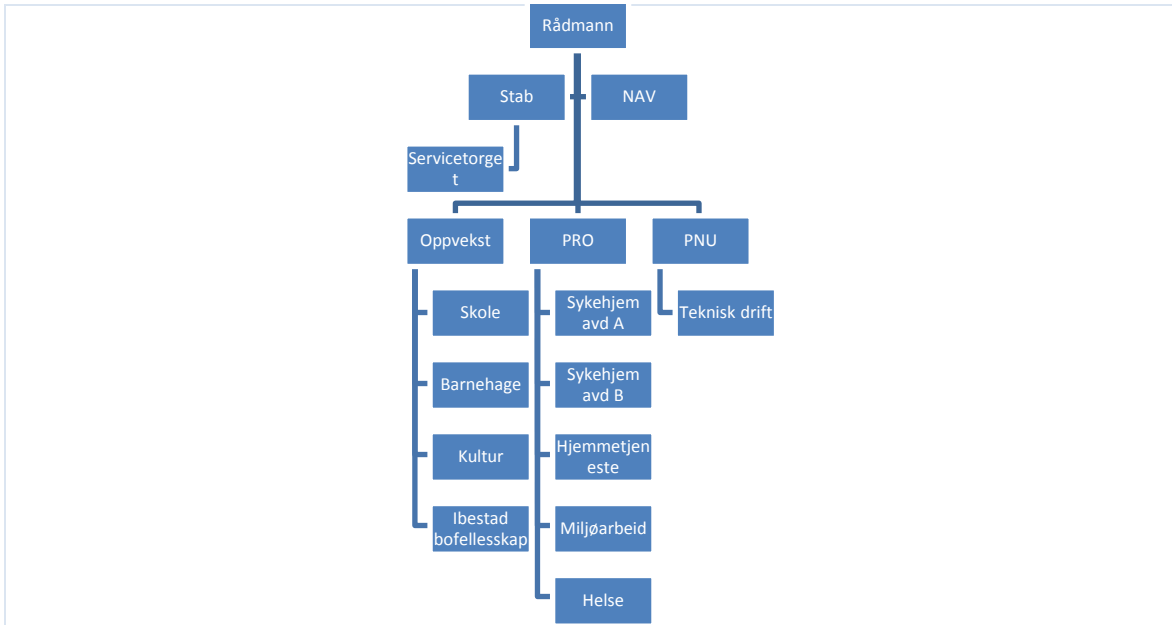 Rådmann
Stab
NAV
Servicetorge
t
Oppvekst
PRO
PNU
Skole
Sykehjem
avd A
Teknisk drift
Barnehage
Sykehjem
avd B
Kultur
Hjemmetjen
este
Ibestad
bofellesskap
Miljøarbeid
Helse